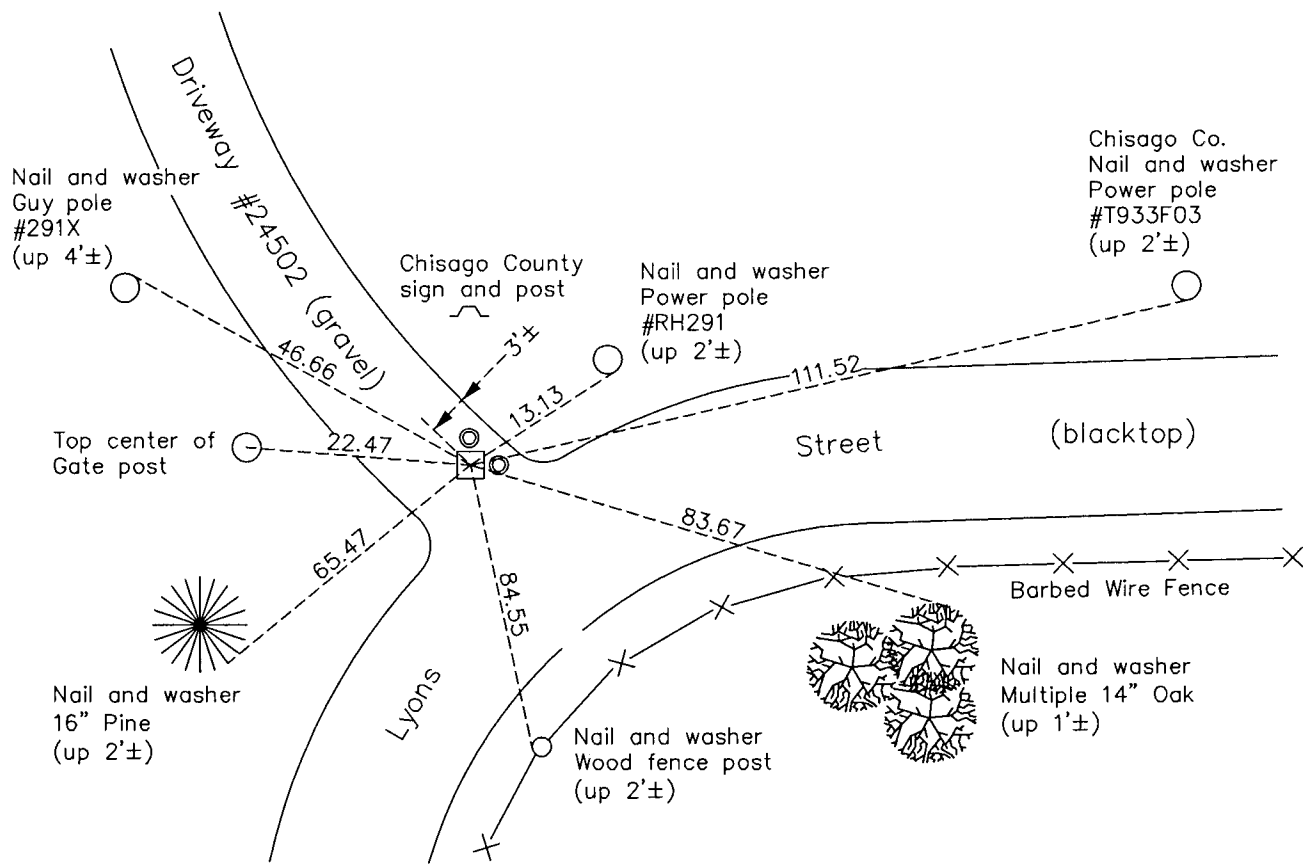 Driveway #24502 (gravel)
Nail and washer
Guy pole
#291X
(up 4'±)
Chisago County
sign and post
3'±
Nail and washer
Power pole
#RH291
(up 2'±)
Chisago Co.
Nail and washer
Power pole
#T933F03
(up 2'±)
46.66
13.13
111.52
Top center of
Gate post
22.47
Street
(blacktop)
65.47
84.55
83.67
Barbed Wire Fence
Nail and washer
16" Pine
(up 2'±)
Lyons
Nail and washer
Wood fence post
(up 2'±)
Nail and washer
Multiple 14" Oak
(up 1'±)